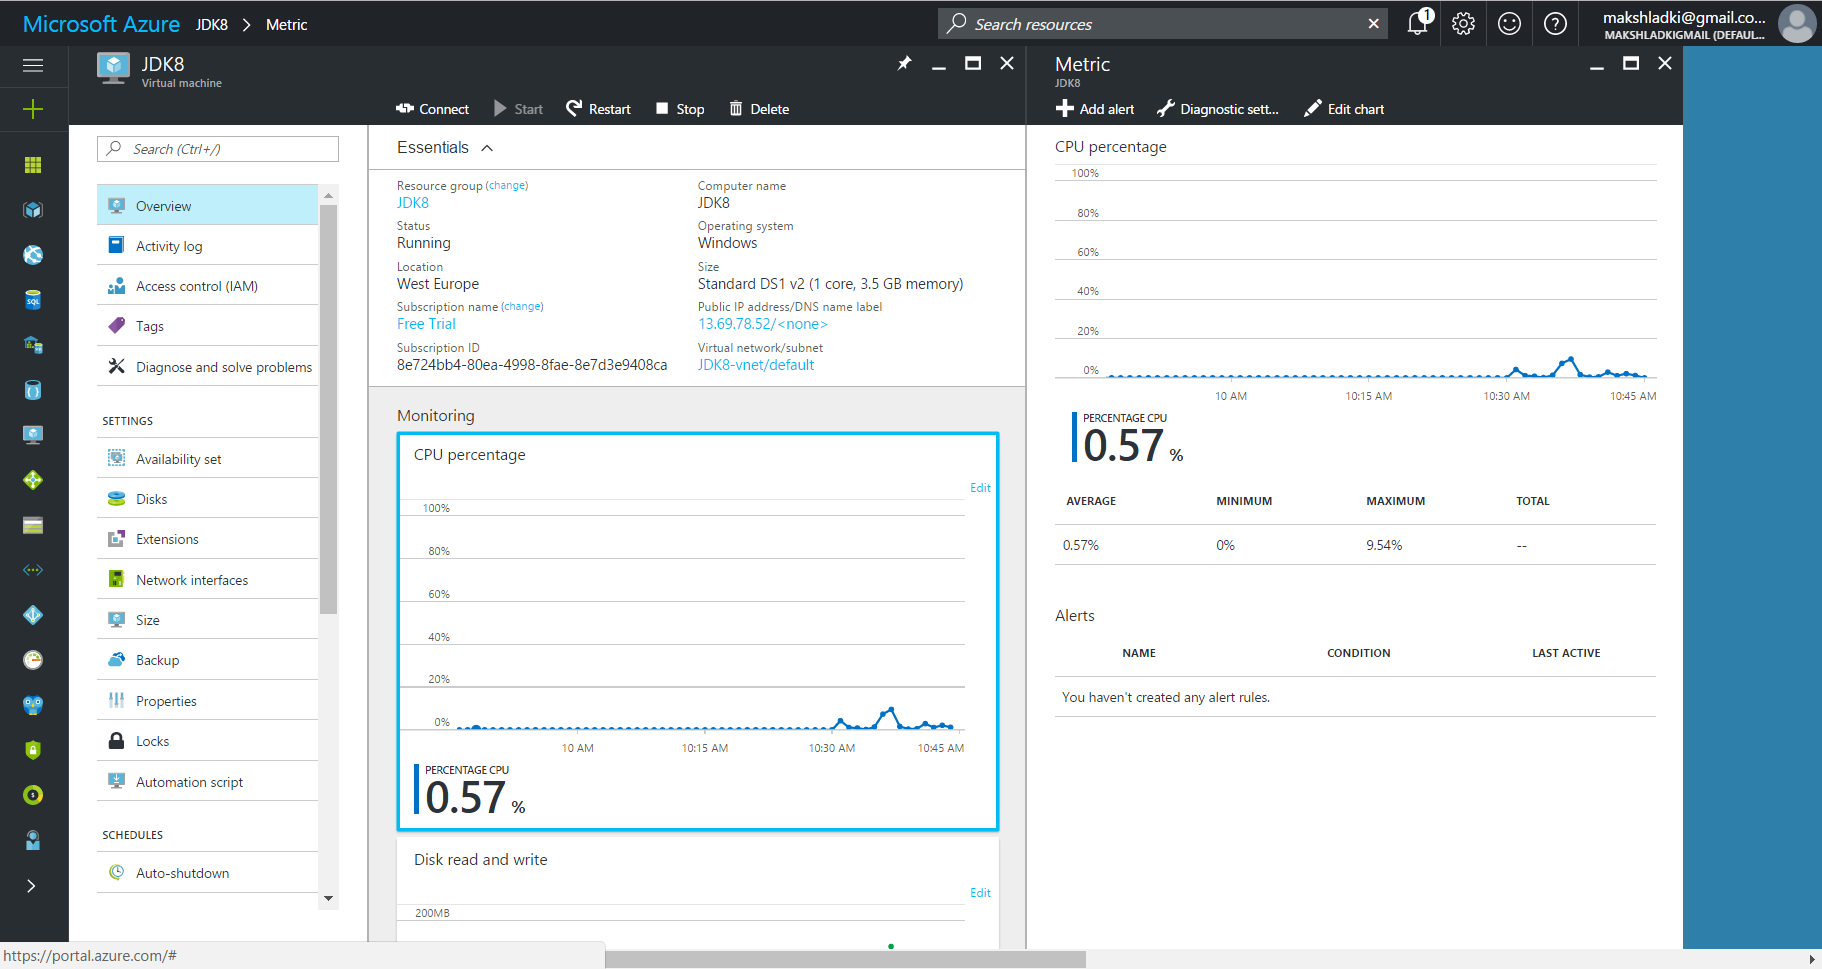 Microsoft Azure JDK8 > Metric
Search resources
1
makshladki@gmail.co...
MAKSHLADKIGMAIL (DEFAUL...
JDK8
Virtual machine
Connect Start Restart Stop Delete
Search (Ctrl+/)
Overview
Activity log
Access control (IAM)
Tags
Diagnose and solve problems
SETTINGS
Availability set
Disks
Extensions
Network interfaces
Size
Backup
Properties
Locks
Automation script
SCHEDULES
Auto-shutdown
Essentials
Resource group (change)
JDK8
Status
Running
Location
West Europe
Subscription name (change)
Free Trial
Subscription ID
8e724bb4-80ea-4998-8fae-8e7d3e9408ca
Computer name
JDK8
Operating system
Windows
Size
Standard DS1 v2 (1 core, 3.5 GB memory)
Public IP address/DNS name label
13.69.78.52/<none>
Virtual network/subnet
JDK8-vnet/default
Monitoring
CPU percentage
Edit
100%
80%
60%
40%
20%
0%
10 AM 10:15 AM 10:30 AM 10:45 AM
PERCENTAGE CPU
0.57 %
Disk read and write
Edit
200MB
Metric
JDK8
Add alert Diagnostic sett... Edit chart
CPU percentage
100%
80%
60%
40%
20%
0%
10 AM 10:15 AM 10:30 AM 10:45 AM
PERCENTAGE CPU
0.57 %
AVERAGE MINIMUM MAXIMUM TOTAL
0.57% 0% 9.54% --
Alerts
NAME CONDITION LAST ACTIVE
You haven't created any alert rules.
https://portal.azure.com/#